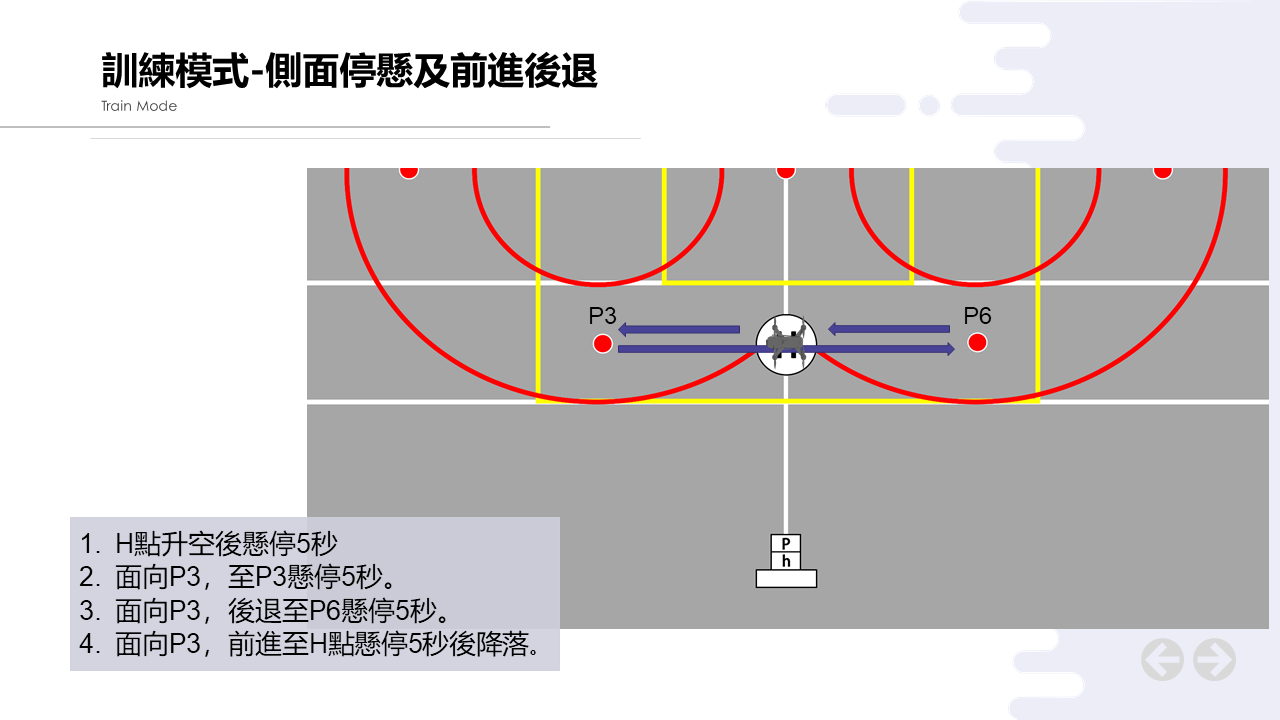 訓練模式-側面停懸及前進後退
Train Mode
P3
P6
P
h
1. H點升空後懸停5秒
2. 面向P3，至P3懸停5秒。
3. 面向P3，後退至P6懸停5秒。
4. 面向P3，前進至H點懸停5秒後降落。